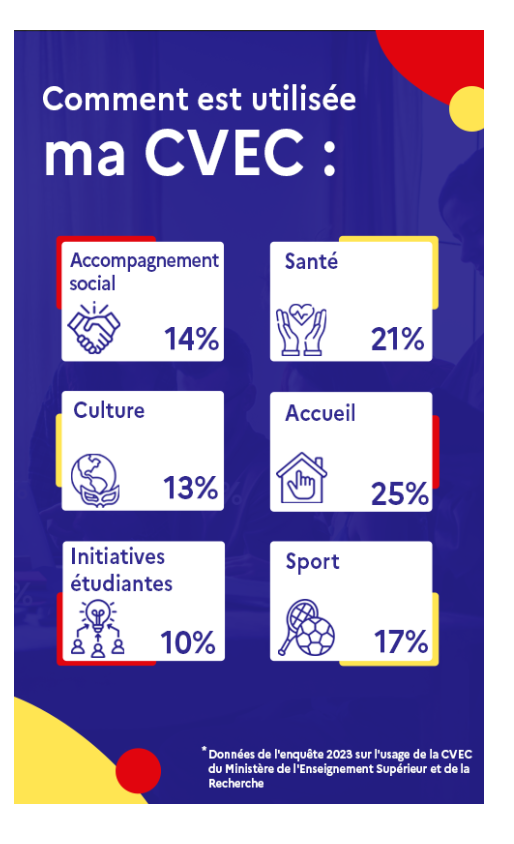 Comment est utilisée
ma CVEC :
Accompagnement
social
14%
Santé
21%
Culture
13%
Accueil
25%
Initiatives
étudiantes
10%
Sport
17%
* Données de l'enquête 2023 sur l'usage de la CVEC
du Ministère de l'Enseignement Supérieur et de la
Recherche